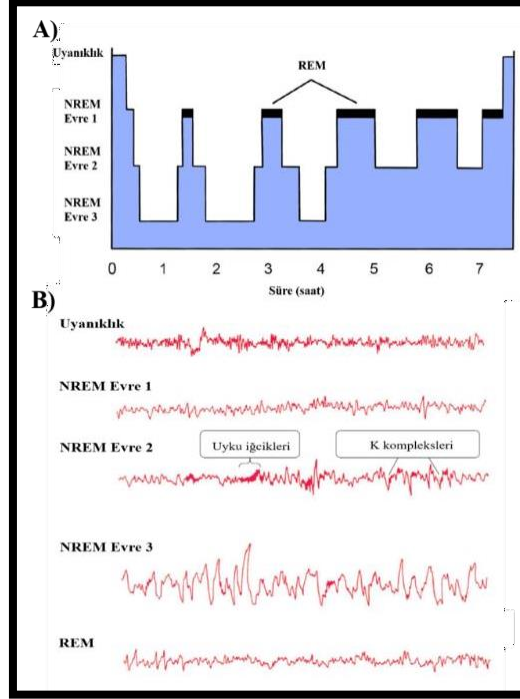 A)
Uyanıklık
REM
NREM
Evre 1
NREM
Evre 2
NREM
Evre 3
0 1 2 3 4 5 6 7
Süre (saat)
B)
Uyanıklık
NREM Evre 1
NREM Evre 2
Uyku iğcikleri
K kompleksleri
NREM Evre 3
REM